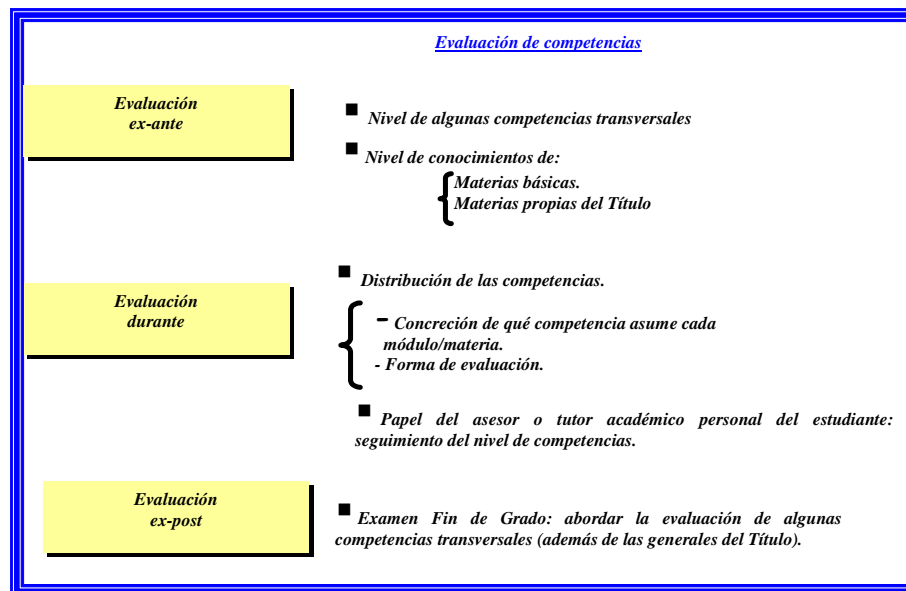 Evaluación de competencias
Evaluación
ex-ante
■ Nivel de algunas competencias transversales
■ Nivel de conocimientos de:
Materias básicas.
Materias propias del Título
Evaluación
durante
■ Distribución de las competencias.
- Concreción de qué competencia asume cada
módulo/materia.
- Forma de evaluación.
■ Papel del asesor o tutor académico personal del estudiante:
seguimiento del nivel de competencias.
Evaluación
ex-post
■ Examen Fin de Grado: abordar la evaluación de algunas
competencias transversales (además de las generales del Título).